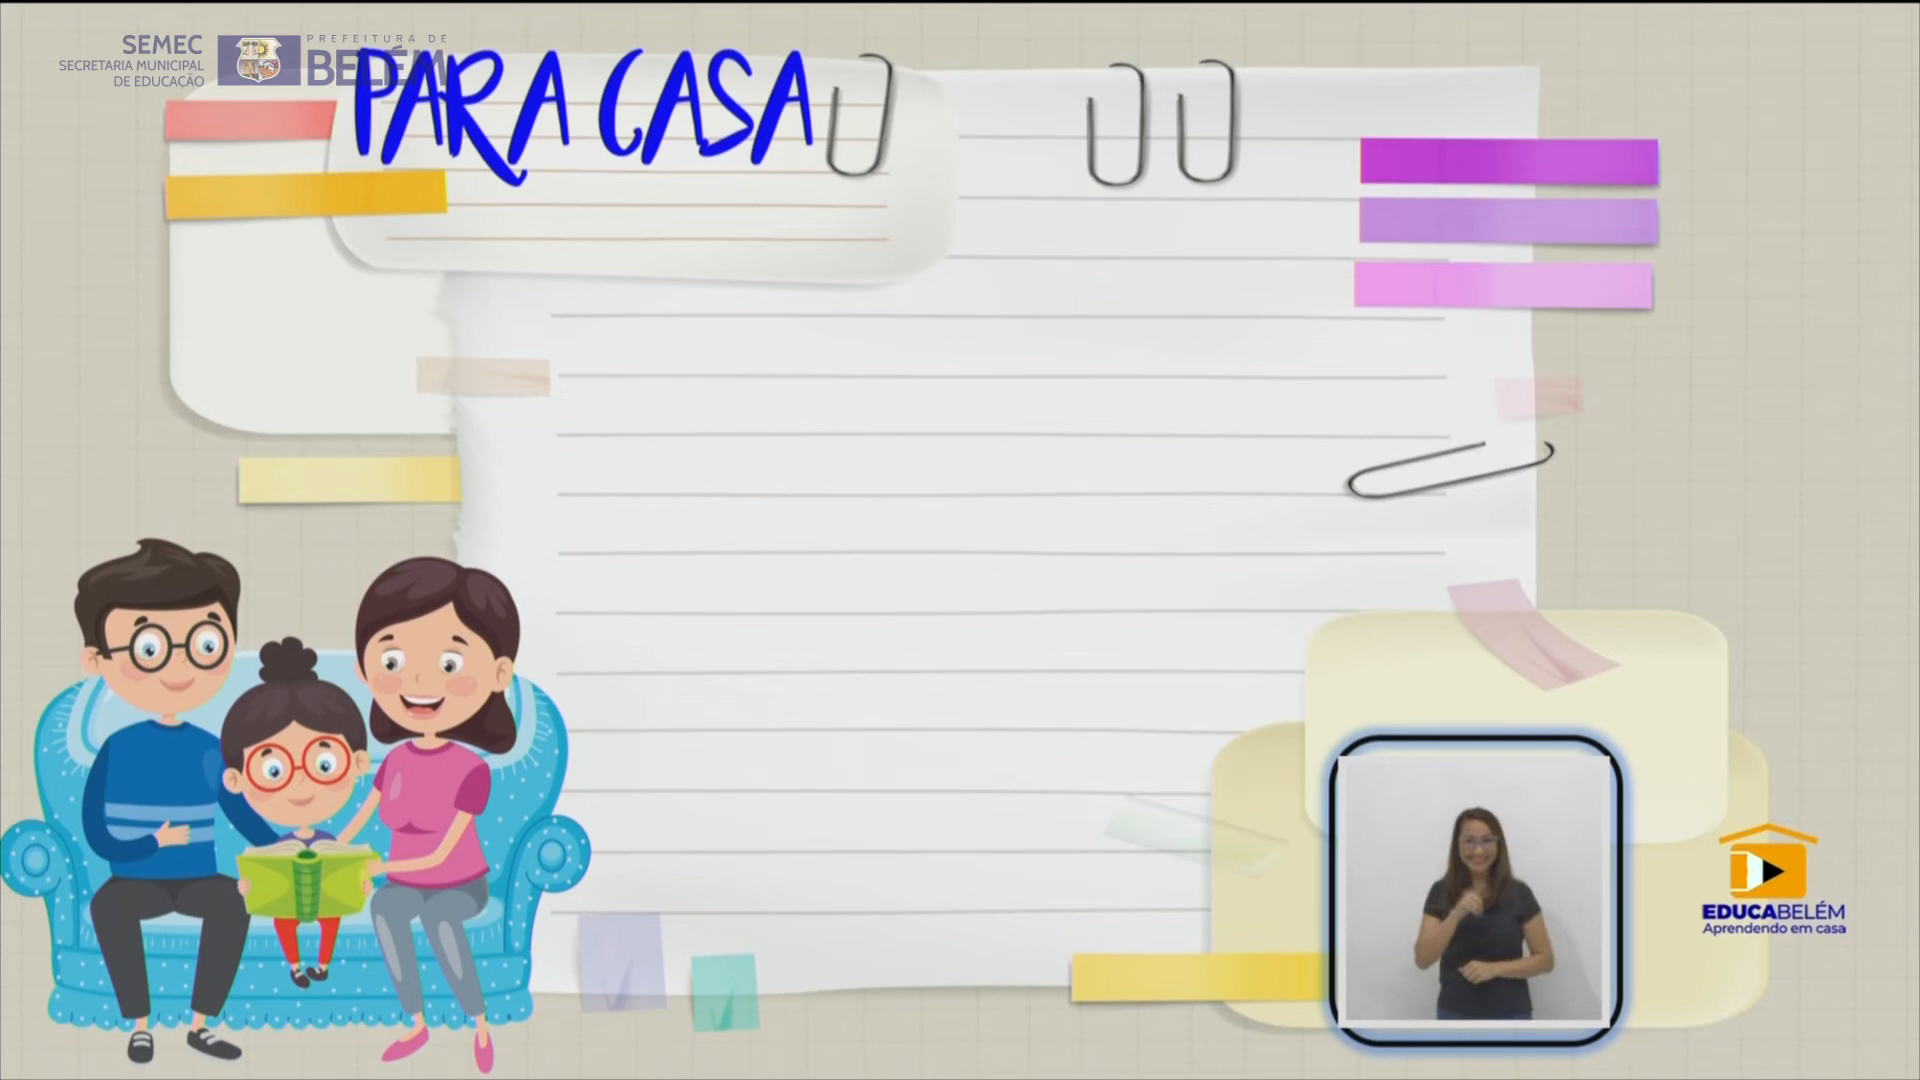 SEMEC
SECRETARIA MUNICIPAL
DE EDUCAÇÃO
PREFEITURA DE
BELÉM
PARA CASA
EDUCABELÉM
Aprendendo em casa